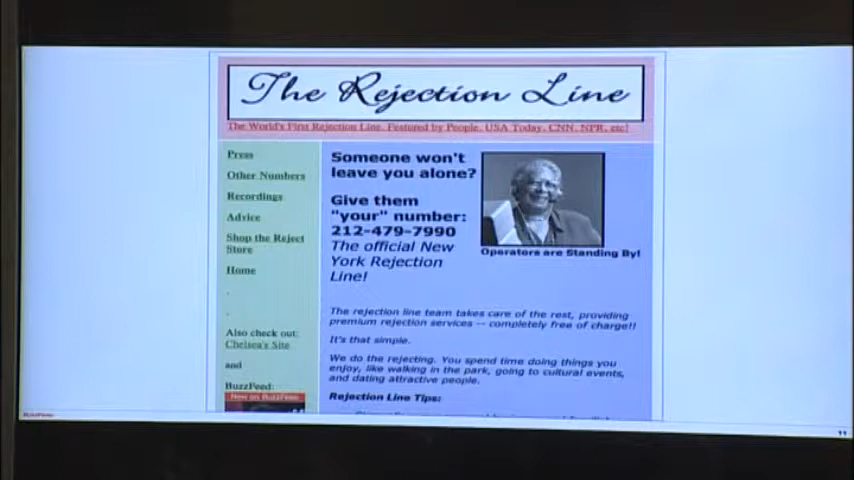 The Rejection Line
The World's First Rejection Line. Featured by People, USA Today, CNN, NPR, etc!
Press
Other Numbers
Recordings
Advice
Shop the Reject
Store
Home
.
.
Also check out:
Chelsea's Site
and
BuzzFeed:
Now on BuzzFeed
Someone won't
leave you alone?
Give them
"your" number:
212-479-7990
The official New
York Rejection
Line!
Operators are Standing By!
The rejection line team takes care of the rest, providing
premium rejection services -- completely free of charge!!
It's that simple.
We do the rejecting. You spend time doing things you
enjoy, like walking in the park, going to cultural events,
and dating attractive people.
Rejection Line Tips:
BuzzFeed
11